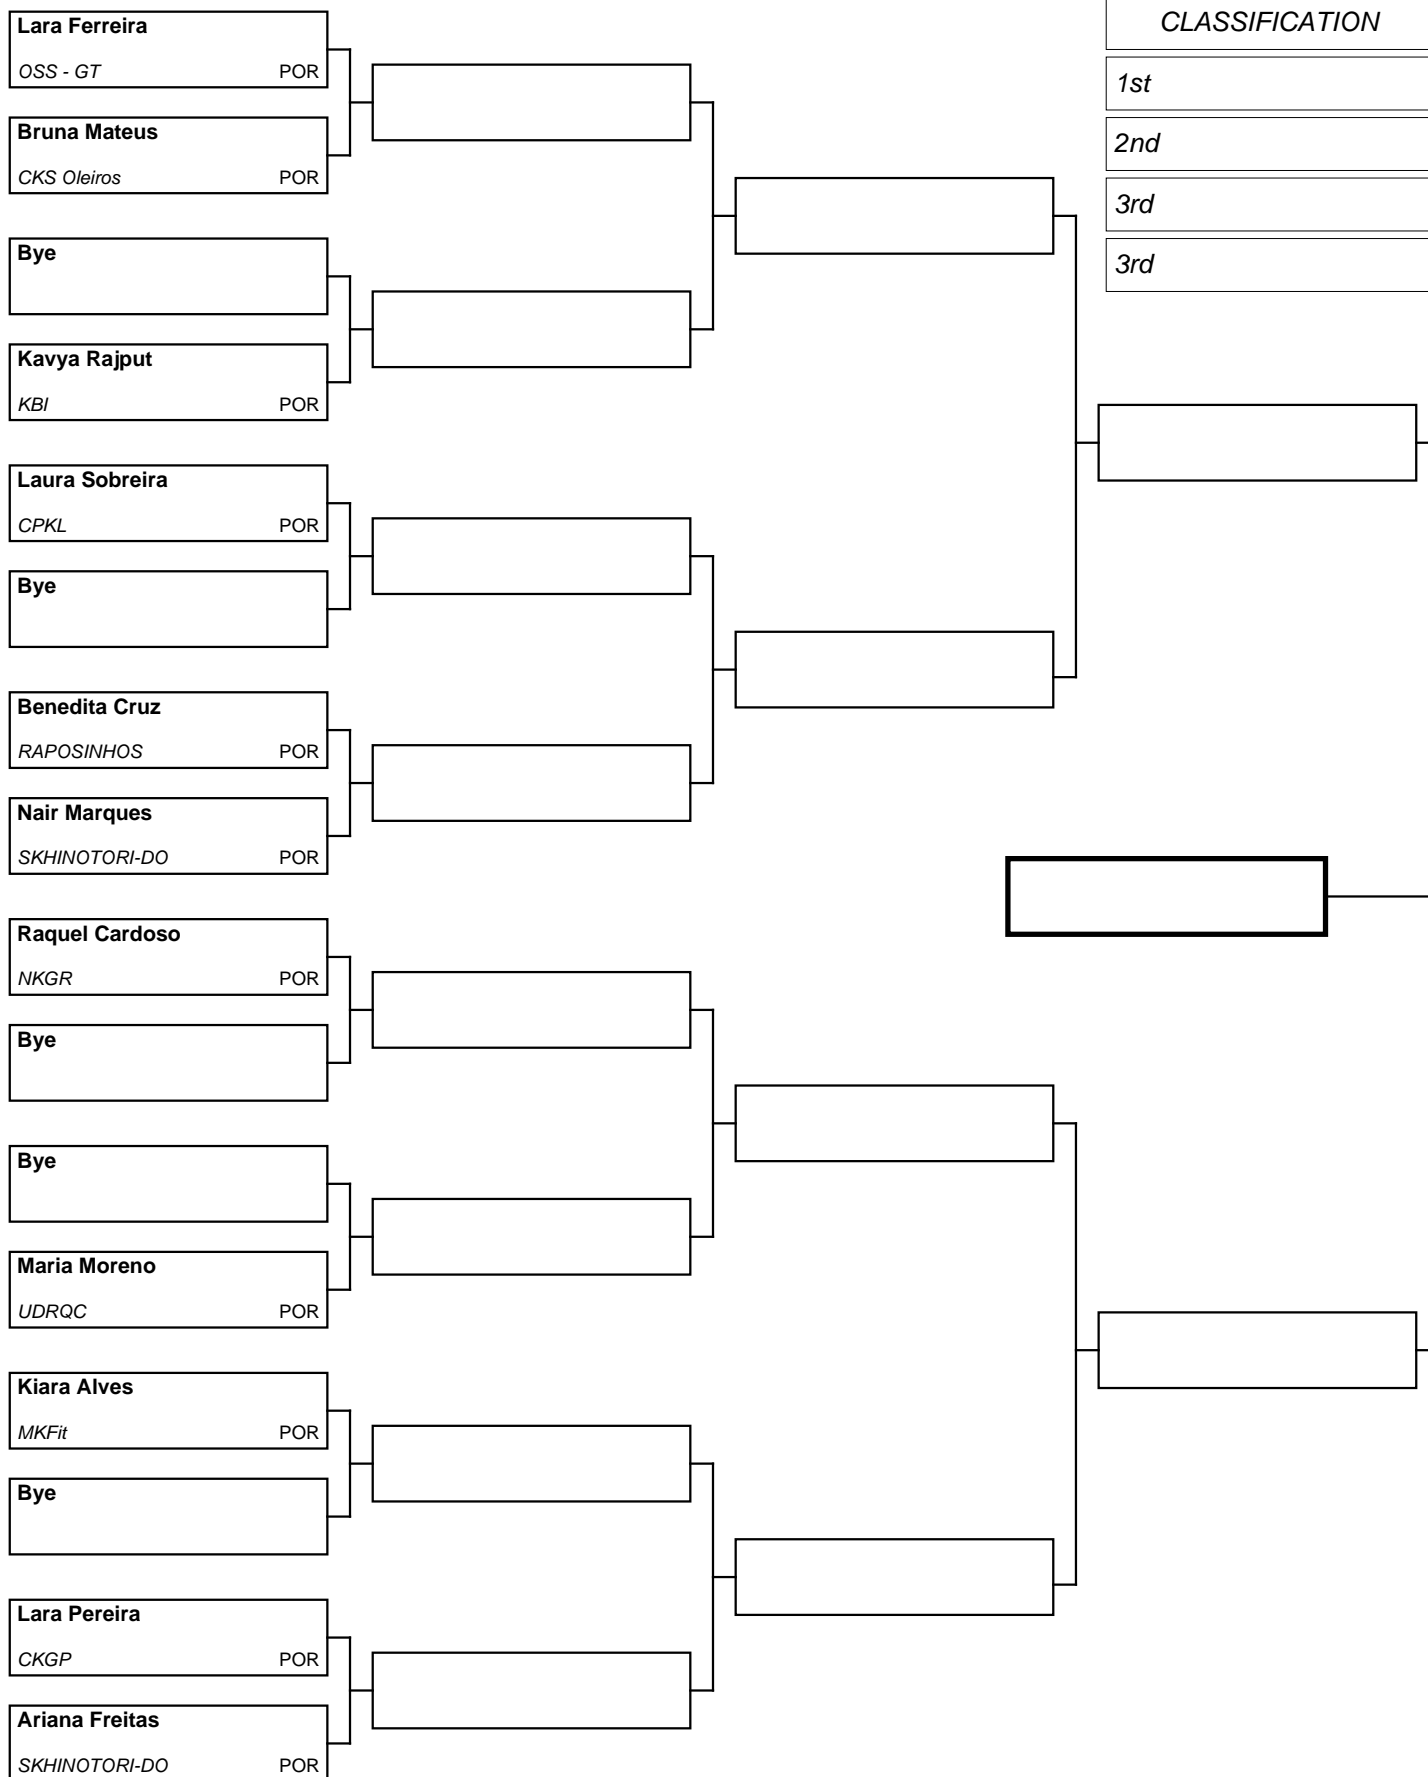 Lara Ferreira
OSS - GT POR
Bruna Mateus
CKS Oleiros POR
Bye
Kavya Rajput
KBI POR
Laura Sobreira
CPKL POR
Bye
Benedita Cruz
RAPOSINHOS POR
Nair Marques
SKHINOTORI-DO POR
Raquel Cardoso
NKGR POR
Bye
Bye
Maria Moreno
UDRQC POR
Kiara Alves
MKFit POR
Bye
Lara Pereira
CKGP POR
Ariana Freitas
SKHINOTORI-DO POR
CLASSIFICATION
1st
2nd
3rd
3rd